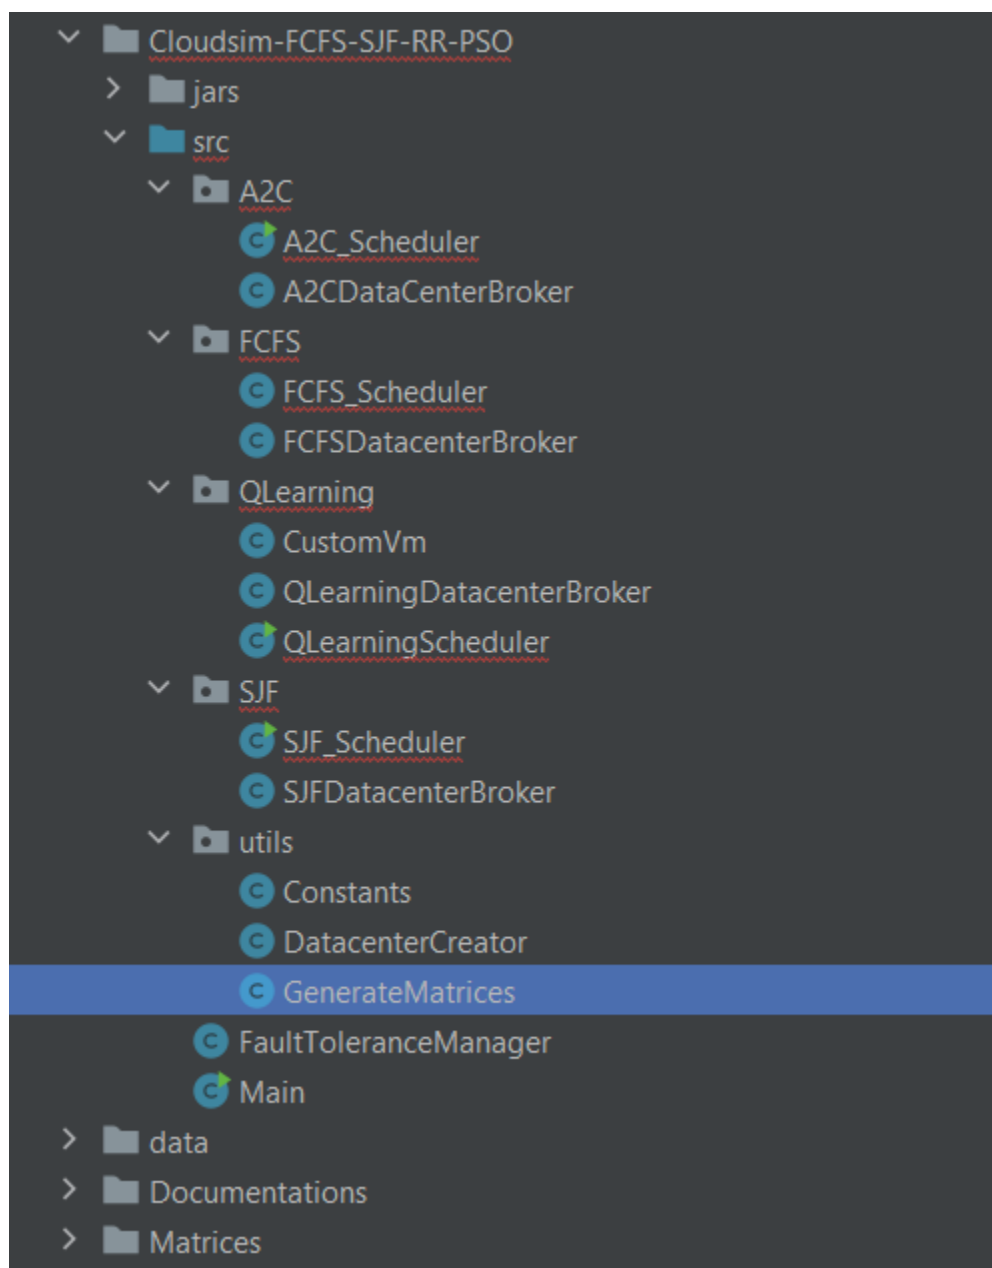 Cloudsim-FCFS-SJF-RR-PSO
jars
src
A2C
C A2C_Scheduler
C A2CDataCenterBroker
FCFS
C FCFS_Scheduler
C FCFSDatacenterBroker
QLearning
C CustomVm
C QLearningDatacenterBroker
C QLearningScheduler
SJF
C SJF_Scheduler
C SJFDatacenterBroker
utils
C Constants
C DatacenterCreator
C GenerateMatrices
C FaultToleranceManager
C Main
data
Documentations
Matrices